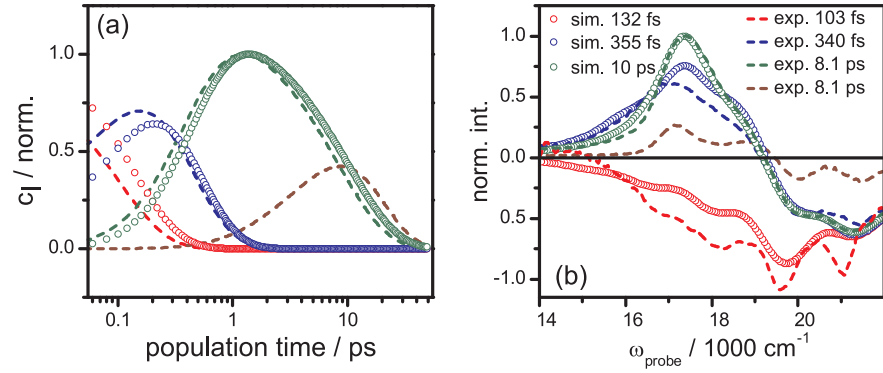 (a)
c_l / norm.
1.0
0.5
0.0
0.1
1
10
population time / ps
sim. 132 fs
sim. 355 fs
sim. 10 ps
exp. 103 fs
exp. 340 fs
exp. 8.1 ps
exp. 8.1 ps
norm. int.
1.0
0.5
0.0
0.5
-1.0
(b)
14
16
18
20
22
ω_probe / 1000 cm⁻¹